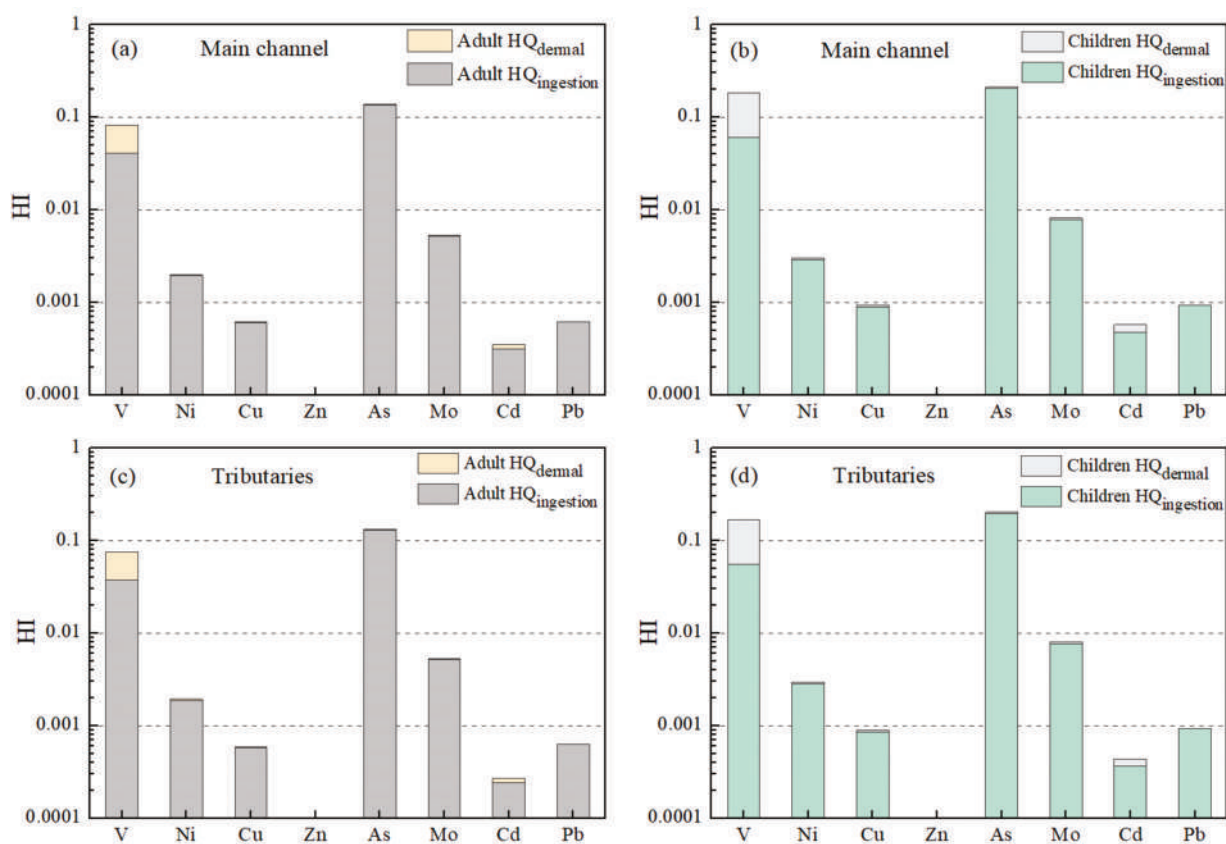 (a) Main channel
Adult HQdermal
Adult HQingestion
HI
1
0.1
0.01
0.001
0.0001
V Ni Cu Zn As Mo Cd Pb
(b) Main channel
Children HQdermal
Children HQingestion
HI
1
0.1
0.01
0.001
0.0001
V Ni Cu Zn As Mo Cd Pb
(c) Tributaries
Adult HQdermal
Adult HQingestion
HI
1
0.1
0.01
0.001
0.0001
V Ni Cu Zn As Mo Cd Pb
(d) Tributaries
Children HQdermal
Children HQingestion
HI
1
0.1
0.01
0.001
0.0001
V Ni Cu Zn As Mo Cd Pb